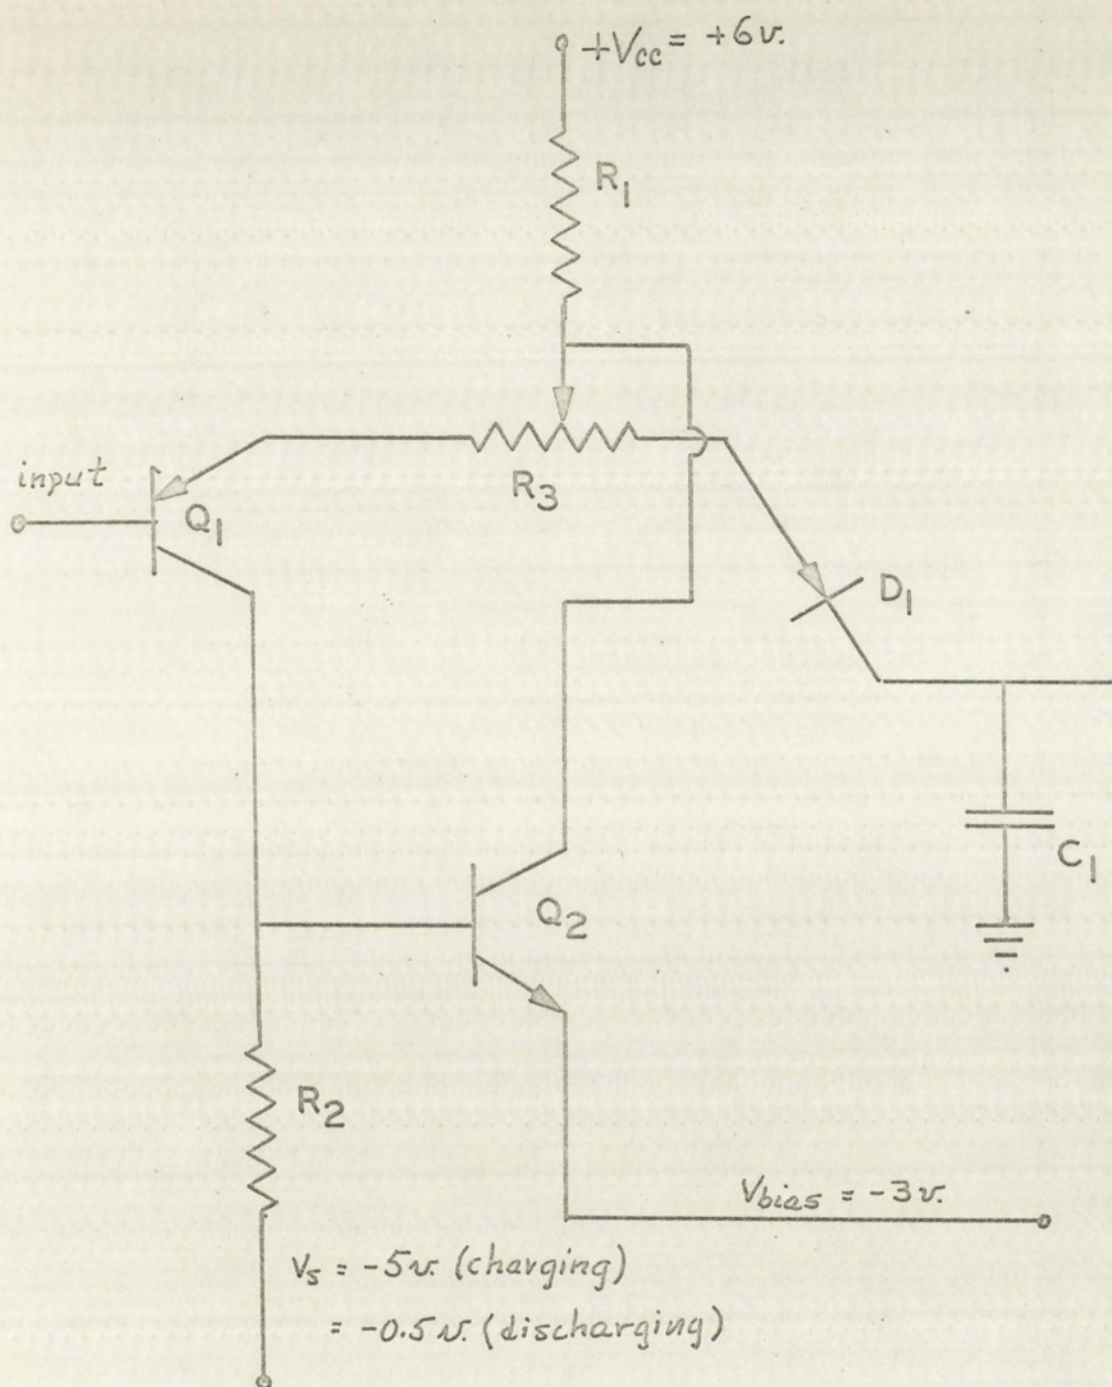 +Vcc = +6v.
R1
R3
input
Q1
D1
C1
Q2
R2
Vbias = -3v.
Vs = -5v. (charging)
= -0.5v. (discharging)